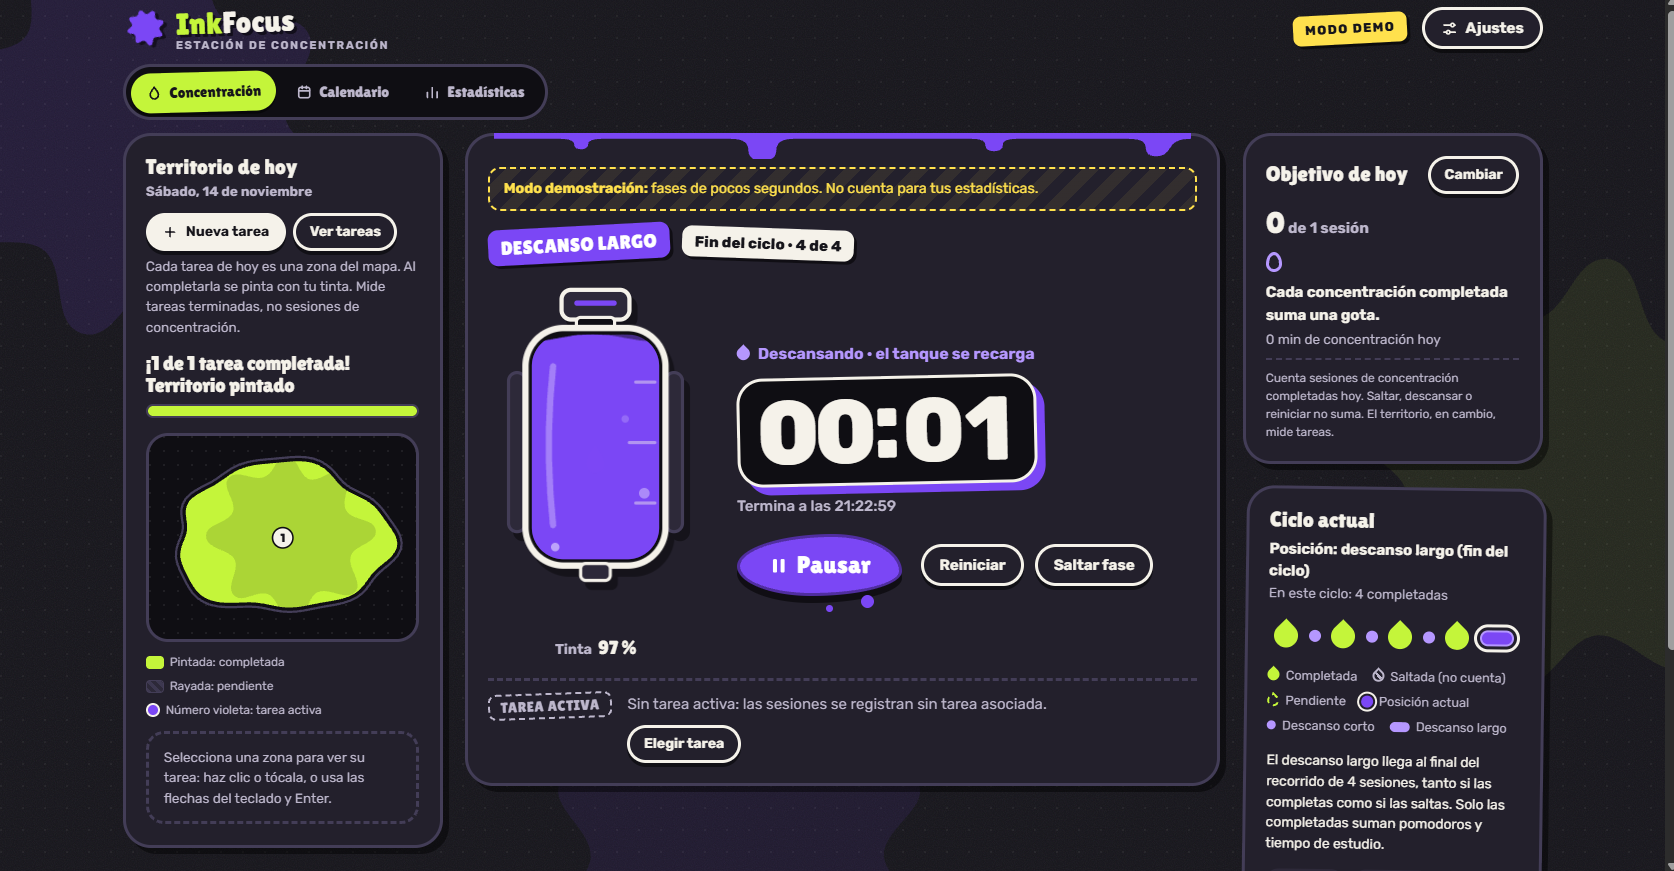 InkFocus
ESTACIÓN DE CONCENTRACIÓN
MODO DEMO
Ajustes
Concentración
Calendario
Estadísticas
Territorio de hoy
Sábado, 14 de noviembre
+ Nueva tarea
Ver tareas
Cada tarea de hoy es una zona del mapa. Al
completarla se pinta con tu tinta. Mide
tareas terminadas, no sesiones de
concentración.
¡1 de 1 tarea completada!
Territorio pintado
1
Pintada: completada
Rayada: pendiente
Número violeta: tarea activa
Selecciona una zona para ver su
tarea: haz clic o tócala, o usa las
flechas del teclado y Enter.
Modo demostración: fases de pocos segundos. No cuenta para tus estadísticas.
DESCANSO LARGO
Fin del ciclo • 4 de 4
Descansando • el tanque se recarga
00:01
Termina a las 21:22:59
Pausar
Reiniciar
Saltar fase
Tinta 97 %
TAREA ACTIVA
Sin tarea activa: las sesiones se registran sin tarea asociada.
Elegir tarea
Objetivo de hoy
Cambiar
0 de 1 sesión
Cada concentración completada
suma una gota.
0 min de concentración hoy
Cuenta sesiones de concentración
completadas hoy. Saltar, descansar o
reiniciar no suma. El territorio, en cambio,
mide tareas.
Ciclo actual
Posición: descanso largo (fin del
ciclo)
En este ciclo: 4 completadas
Completada
Saltada (no cuenta)
Pendiente
Posición actual
Descanso corto
Descanso largo
El descanso largo llega al final del
recorrido de 4 sesiones, tanto si las
completas como si las saltas. Solo las
completadas suman pomodoros y
tiempo de estudio.